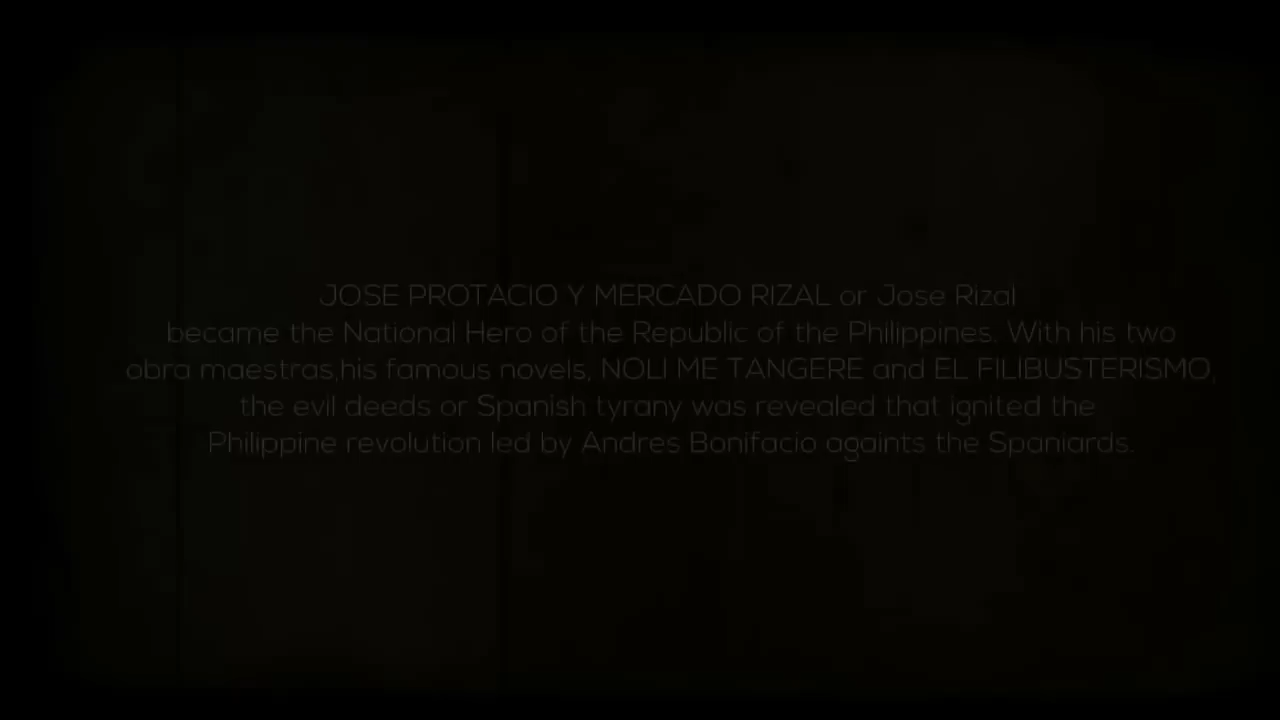 JOSE PROTACIO Y MERCADO RIZAL or Jose Rizal
became the National Hero of the Republic of the Philippines. With his two
obra maestras,his famous novels, NOLI ME TANGERE and EL FILIBUSTERISMO,
the evil deeds or Spanish tyrany was revealed that ignited the
Philippine revolution led by Andres Bonifacio againts the Spaniards.